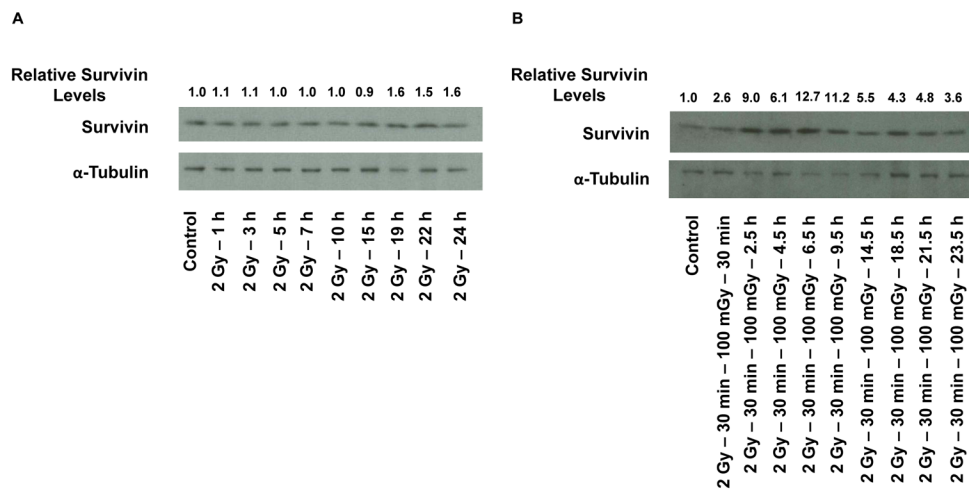 A
Relative Survivin
Levels
1.0 1.1 1.1 1.0 1.0 1.0 0.9 1.6 1.5 1.6
Survivin
α-Tubulin
Control
2 Gy – 1 h
2 Gy – 3 h
2 Gy – 5 h
2 Gy – 7 h
2 Gy – 10 h
2 Gy – 15 h
2 Gy – 19 h
2 Gy – 22 h
2 Gy – 24 h
B
Relative Survivin
Levels
1.0 2.6 9.0 6.1 12.7 11.2 5.5 4.3 4.8 3.6
Survivin
α-Tubulin
Control
2 Gy – 30 min – 100 mGy – 30 min
2 Gy – 30 min – 100 mGy – 2.5 h
2 Gy – 30 min – 100 mGy – 4.5 h
2 Gy – 30 min – 100 mGy – 6.5 h
2 Gy – 30 min – 100 mGy – 9.5 h
2 Gy – 30 min – 100 mGy – 14.5 h
2 Gy – 30 min – 100 mGy – 18.5 h
2 Gy – 30 min – 100 mGy – 21.5 h
2 Gy – 30 min – 100 mGy – 23.5 h